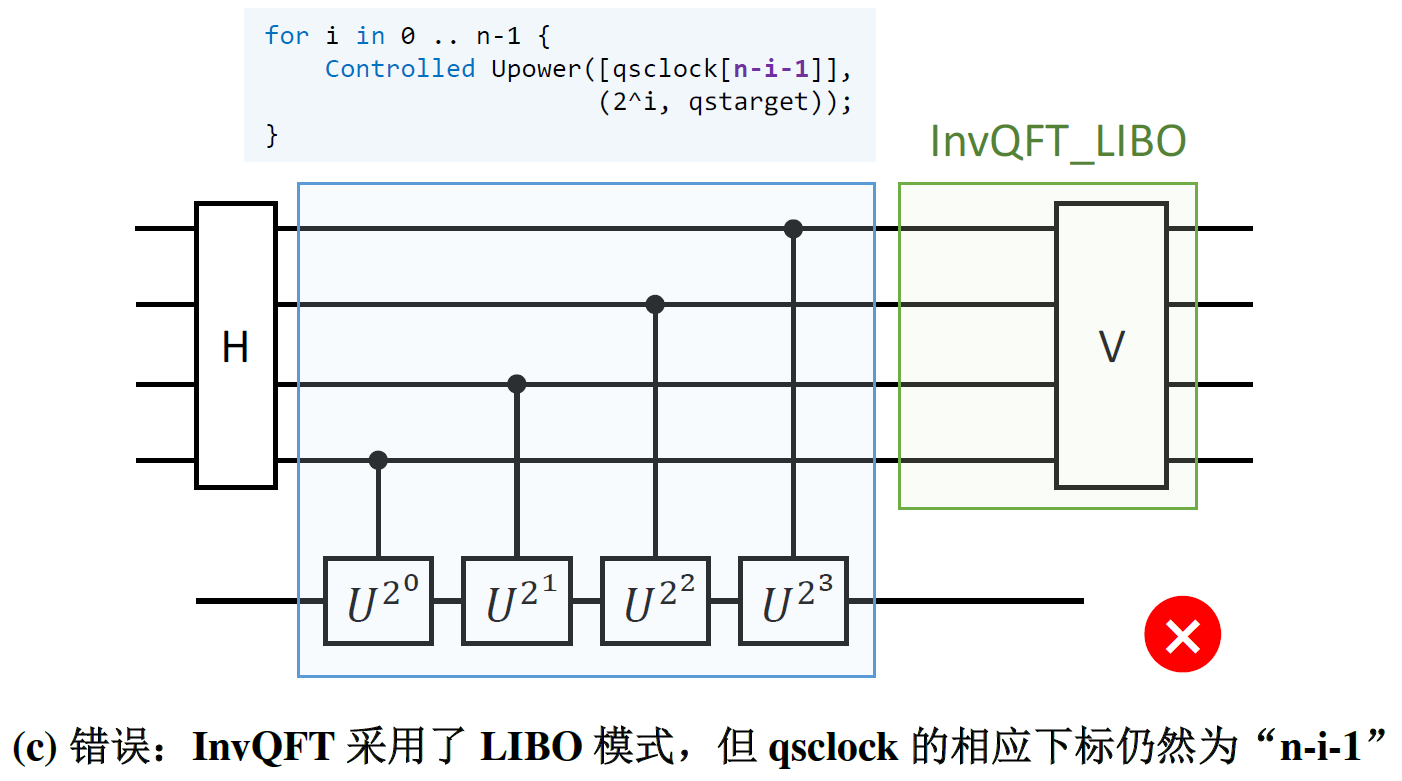 for i in 0 .. n-1 {
    Controlled Upower([qsclock[n-i-1]],
                      (2^i, qstarget));
}
InvQFT_LIBO
H
V
U^{2^0} U^{2^1} U^{2^2} U^{2^3}
(c) 错误：InvQFT 采用了 LIBO 模式，但 qsclock 的相应下标仍然为“n-i-1”